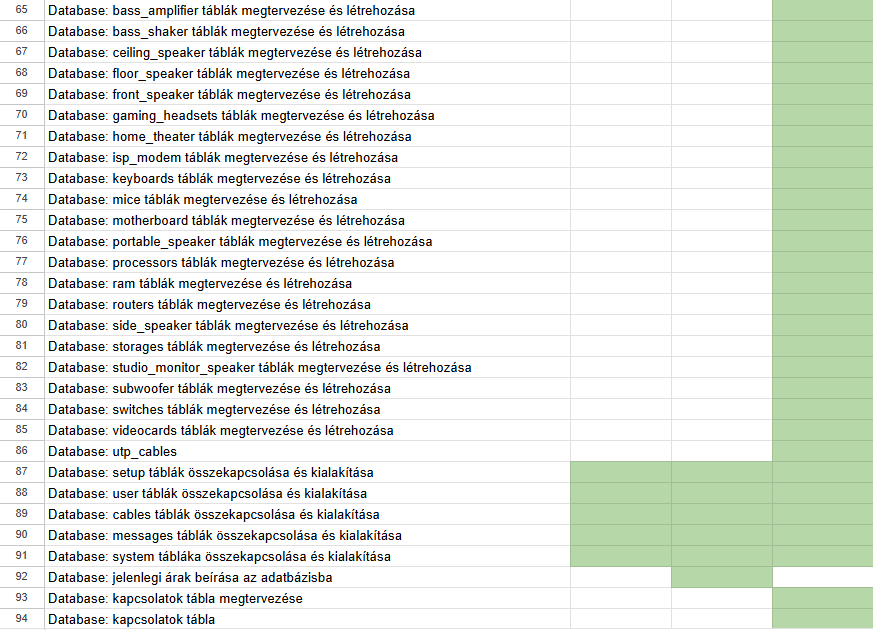 65 Database: bass_amplifier táblák megtervezése és létrehozása
66 Database: bass_shaker táblák megtervezése és létrehozása
67 Database: ceiling_speaker táblák megtervezése és létrehozása
68 Database: floor_speaker táblák megtervezése és létrehozása
69 Database: front_speaker táblák megtervezése és létrehozása
70 Database: gaming_headsets táblák megtervezése és létrehozása
71 Database: home_theater táblák megtervezése és létrehozása
72 Database: isp_modem táblák megtervezése és létrehozása
73 Database: keyboards táblák megtervezése és létrehozása
74 Database: mice táblák megtervezése és létrehozása
75 Database: motherboard táblák megtervezése és létrehozása
76 Database: portable_speaker táblák megtervezése és létrehozása
77 Database: processors táblák megtervezése és létrehozása
78 Database: ram táblák megtervezése és létrehozása
79 Database: routers táblák megtervezése és létrehozása
80 Database: side_speaker táblák megtervezése és létrehozása
81 Database: storages táblák megtervezése és létrehozása
82 Database: studio_monitor_speaker táblák megtervezése és létrehozása
83 Database: subwoofer táblák megtervezése és létrehozása
84 Database: switches táblák megtervezése és létrehozása
85 Database: videocards táblák megtervezése és létrehozása
86 Database: utp_cables
87 Database: setup táblák összekapcsolása és kialakítása
88 Database: user táblák összekapcsolása és kialakítása
89 Database: cables táblák összekapcsolása és kialakítása
90 Database: messages táblák összekapcsolása és kialakítása
91 Database: system tábláka összekapcsolása és kialakítása
92 Database: jelenlegi árak beírása az adatbázisba
93 Database: kapcsolatok tábla megtervezése
94 Database: kapcsolatok tábla